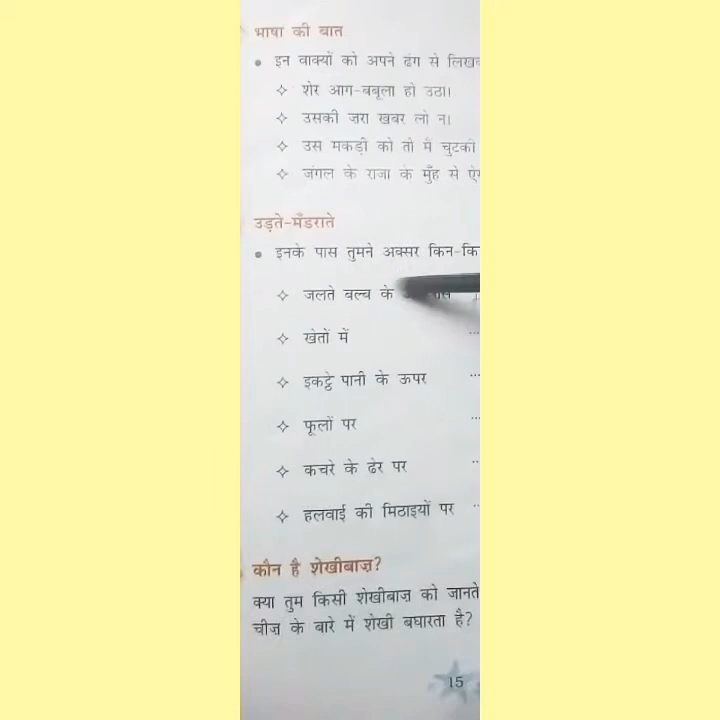 भाषा की बात
• इन वाक्यों को अपने ढंग से
✧ शेर आग-बबूला हो उठा।
✧ उसकी ज़रा खबर लो न।
✧ उस मकड़ी को तो मैं चुटकी
✧ जंगल के राजा के मुँह से
उड़ते-मँडराते
• इनके पास तुमने अक्सर
✧ जलते बल्ब के
✧ खेतों में
✧ इकट्ठे पानी के ऊपर
✧ फूलों पर
✧ कचरे के ढेर पर
✧ हलवाई की मिठाइयों पर
कौन है शेखीबाज़?
क्या तुम किसी शेखीबाज़ को जानते
चीज़ के बारे में शेखी बघारता है?
15